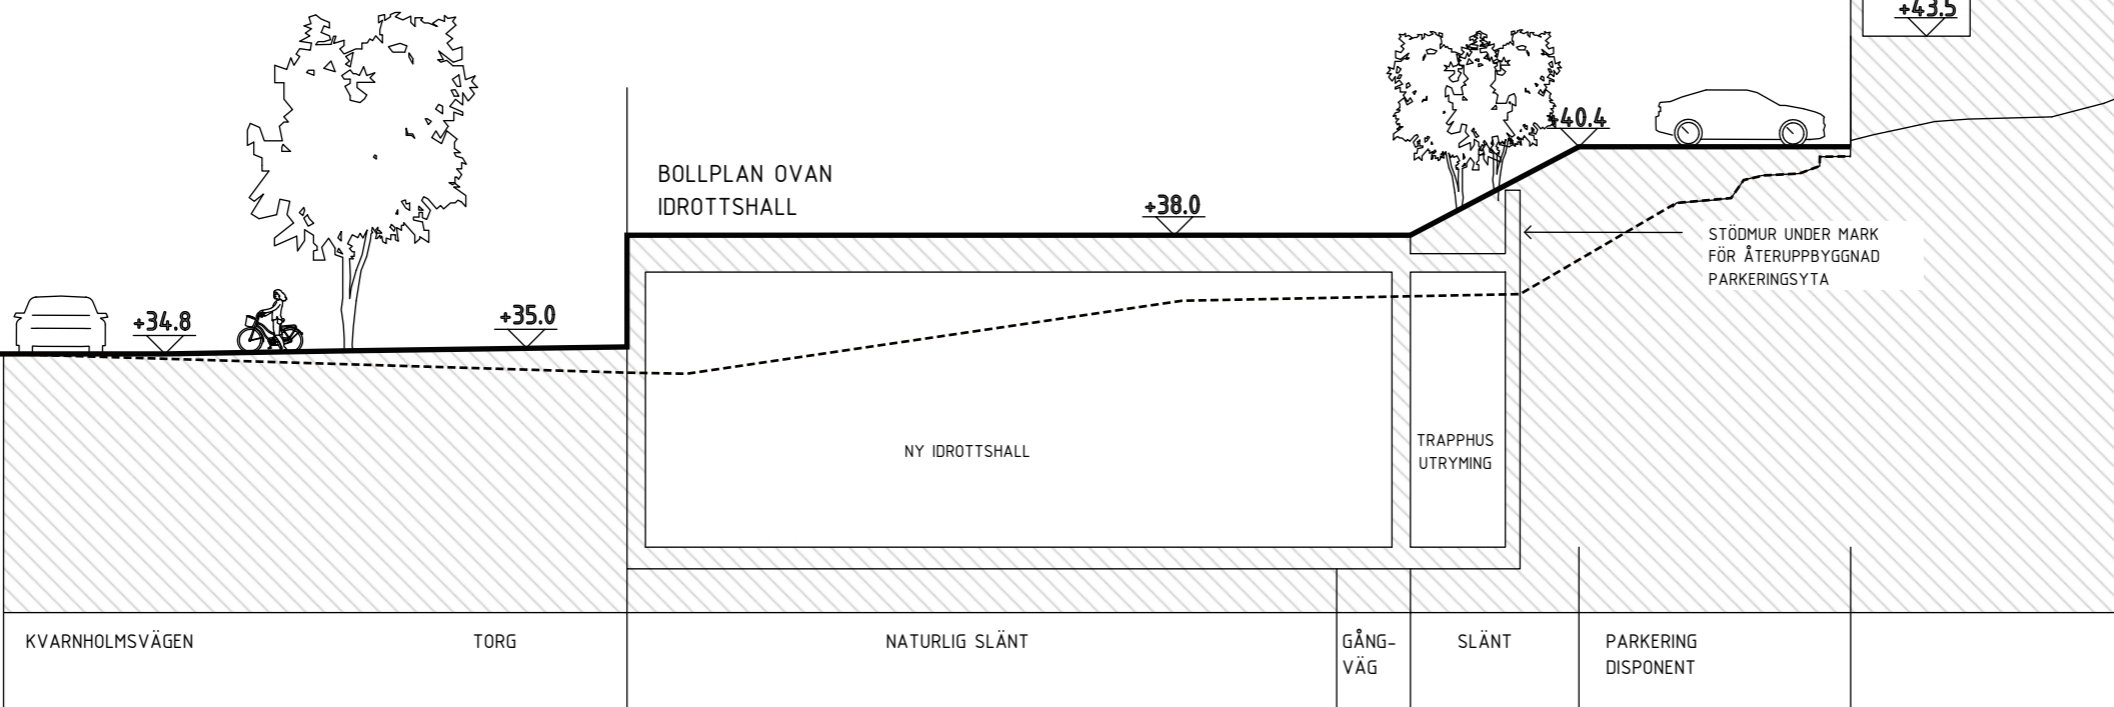 +43.5
+40.4
BOLLPLAN OVAN
IDROTTSHALL
+38.0
STÖDMUR UNDER MARK
FÖR ÅTERUPPBYGGNAD
PARKERINGSYTA
+34.8
+35.0
NY IDROTTSHALL
TRAPPHUS
UTRYMING
KVARNHOLMSVÄGEN
TORG
NATURLIG SLÄNT
GÅNG-
VÄG
SLÄNT
PARKERING
DISPONENT